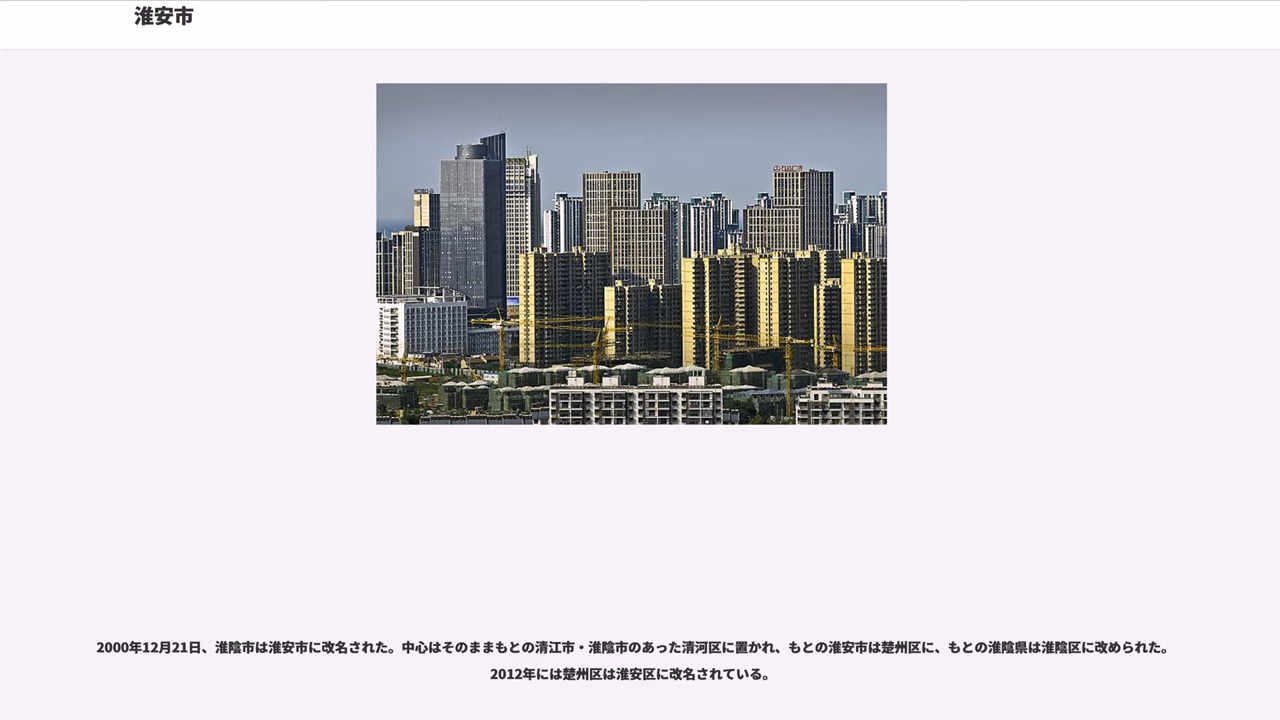 淮安市
2000年12月21日、淮陰市は淮安市に改名された。中心はそのままもとの清江市・淮陰市のあった清河区に置かれ、もとの淮安市は楚州区に、もとの淮陰県は淮陰区に改められた。
2012年には楚州区は淮安区に改名されている。